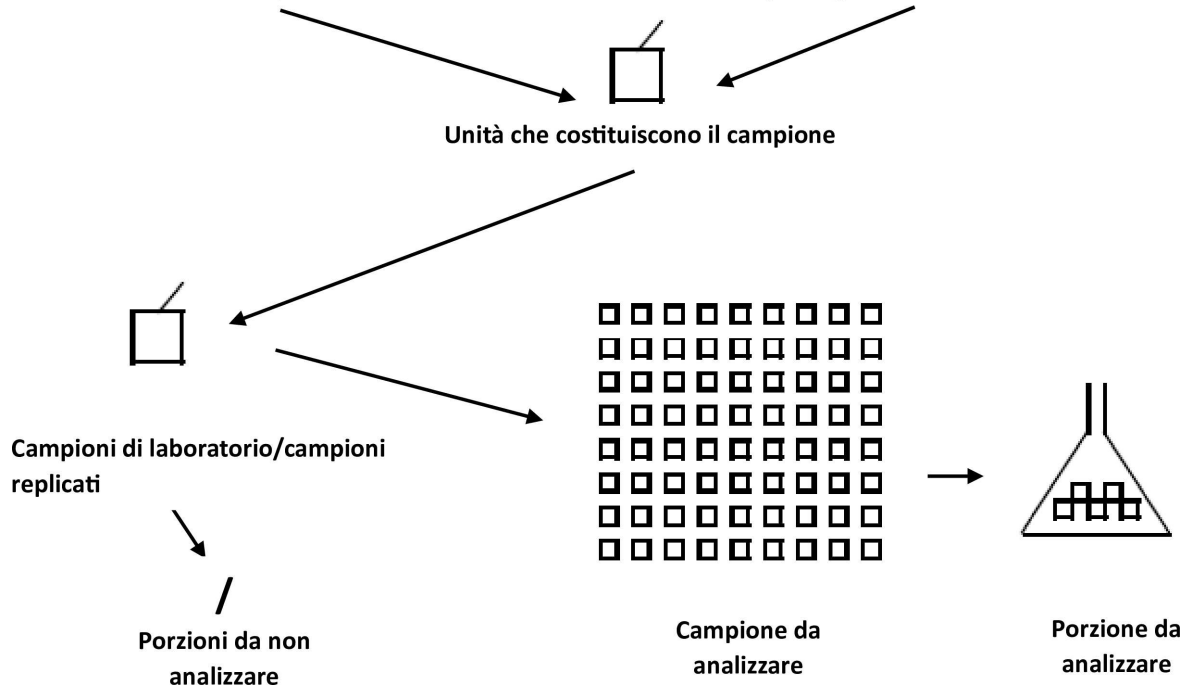 Unità che costituiscono il campione
Campioni di laboratorio/campioni
replicati
Porzioni da non
analizzare
Campione da
analizzare
Porzione da
analizzare